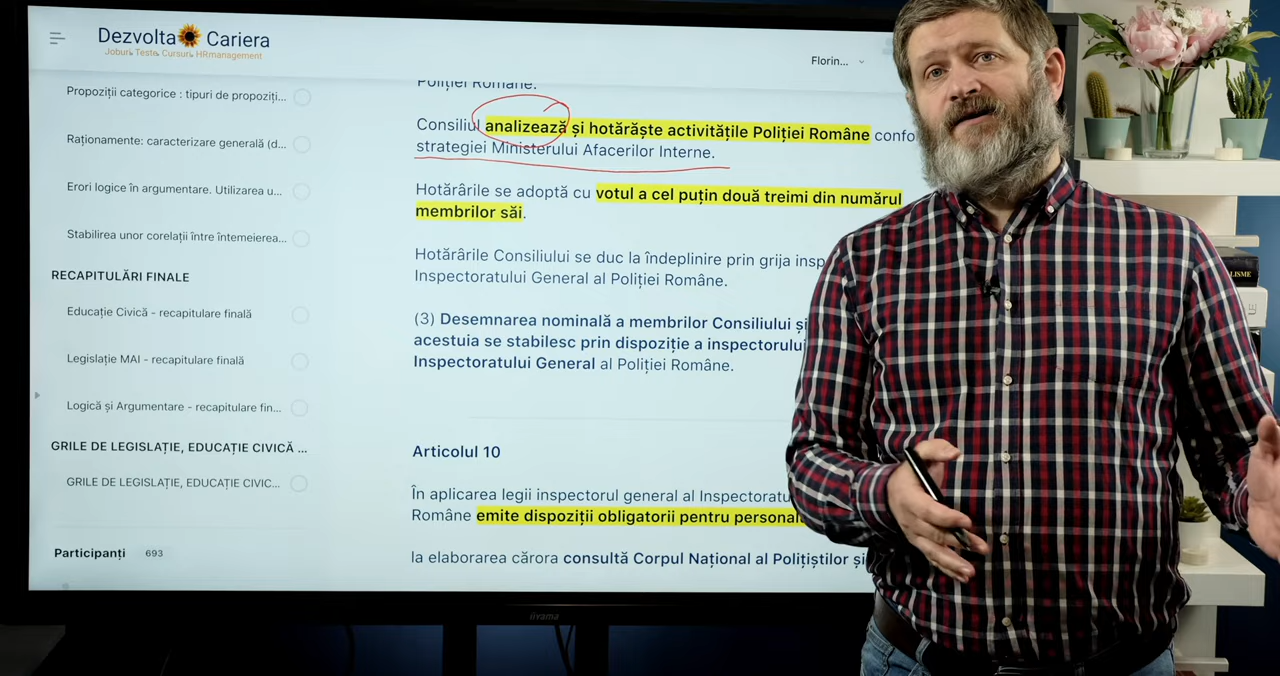 Dezvolta Cariera
Joburi, Teste, Cursuri, HRmanagement
Florin...
Propoziții categorice : tipuri de propoziți...
Raționamente: caracterizare generală (d...
Erori logice în argumentare. Utilizarea u...
Stabilirea unor corelații între întemeierea...
RECAPITULĂRI FINALE
Educație Civică - recapitulare finală
Legislație MAI - recapitulare finală
Logică și Argumentare - recapitulare fin...
GRILE DE LEGISLAȚIE, EDUCAȚIE CIVICĂ ...
GRILE DE LEGISLAȚIE, EDUCAȚIE CIVIC...
Participanți 693
Poliției Române.
Consiliul analizează și hotărăște activitățile Poliției Române confo
strategiei Ministerului Afacerilor Interne.
Hotărârile se adoptă cu votul a cel puțin două treimi din numărul
membrilor săi.
Hotărârile Consiliului se duc la îndeplinire prin grija insp
Inspectoratului General al Poliției Române.
(3) Desemnarea nominală a membrilor Consiliului și
acestuia se stabilesc prin dispoziție a inspectorului
Inspectoratului General al Poliției Române.
Articolul 10
În aplicarea legii inspectorul general al Inspectoratu
Române emite dispoziții obligatorii pentru personalu
la elaborarea cărora consultă Corpul Național al Polițiștilor și
iiyama
LISME